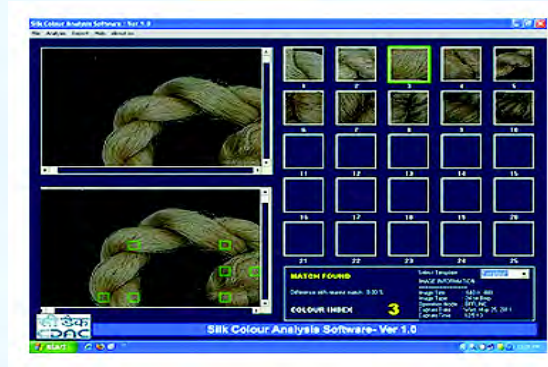 Silk Colour Analysis Software - Ver 1.0
File Analysis Export Help About us
1 2 3 4 5
6 7 8 9 10
11 12 13 14 15
16 17 18 19 20
21 22 23 24 25
MATCH FOUND
Difference with nearest match : 0.00 %
COLOUR INDEX 3
Select Template
IMAGE INFORMATION
Image Size
Image Type
Operation Mode : OFFLINE
Capture Date
Capture Time
सी डैक
CDAC
Silk Colour Analysis Software- Ver 1.0
start